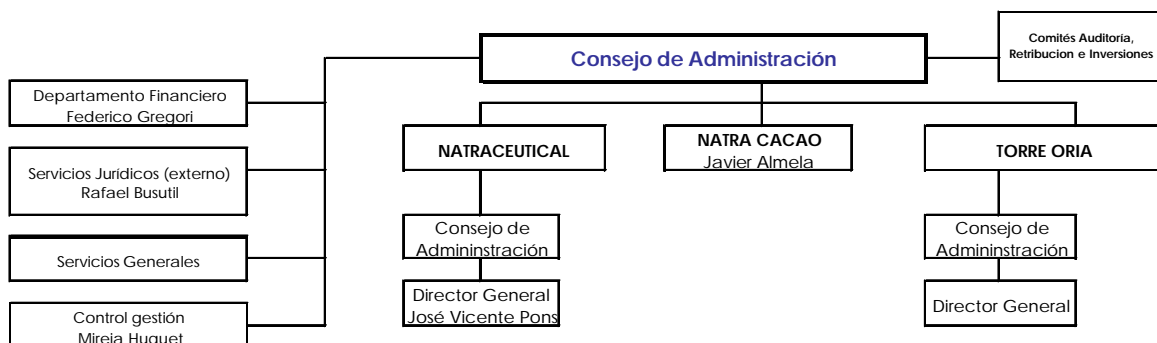 Comités Auditoría,
Retribucion e Inversiones
Consejo de Administración
Departamento Financiero
Federico Gregori
Servicios Jurídicos (externo)
Rafael Busutil
Servicios Generales
Control gestión
Mireia Huguet
NATRACEUTICAL
Consejo de
Admininstración
Director General
José Vicente Pons
NATRA CACAO
Javier Almela
TORRE ORIA
Consejo de
Admininstración
Director General